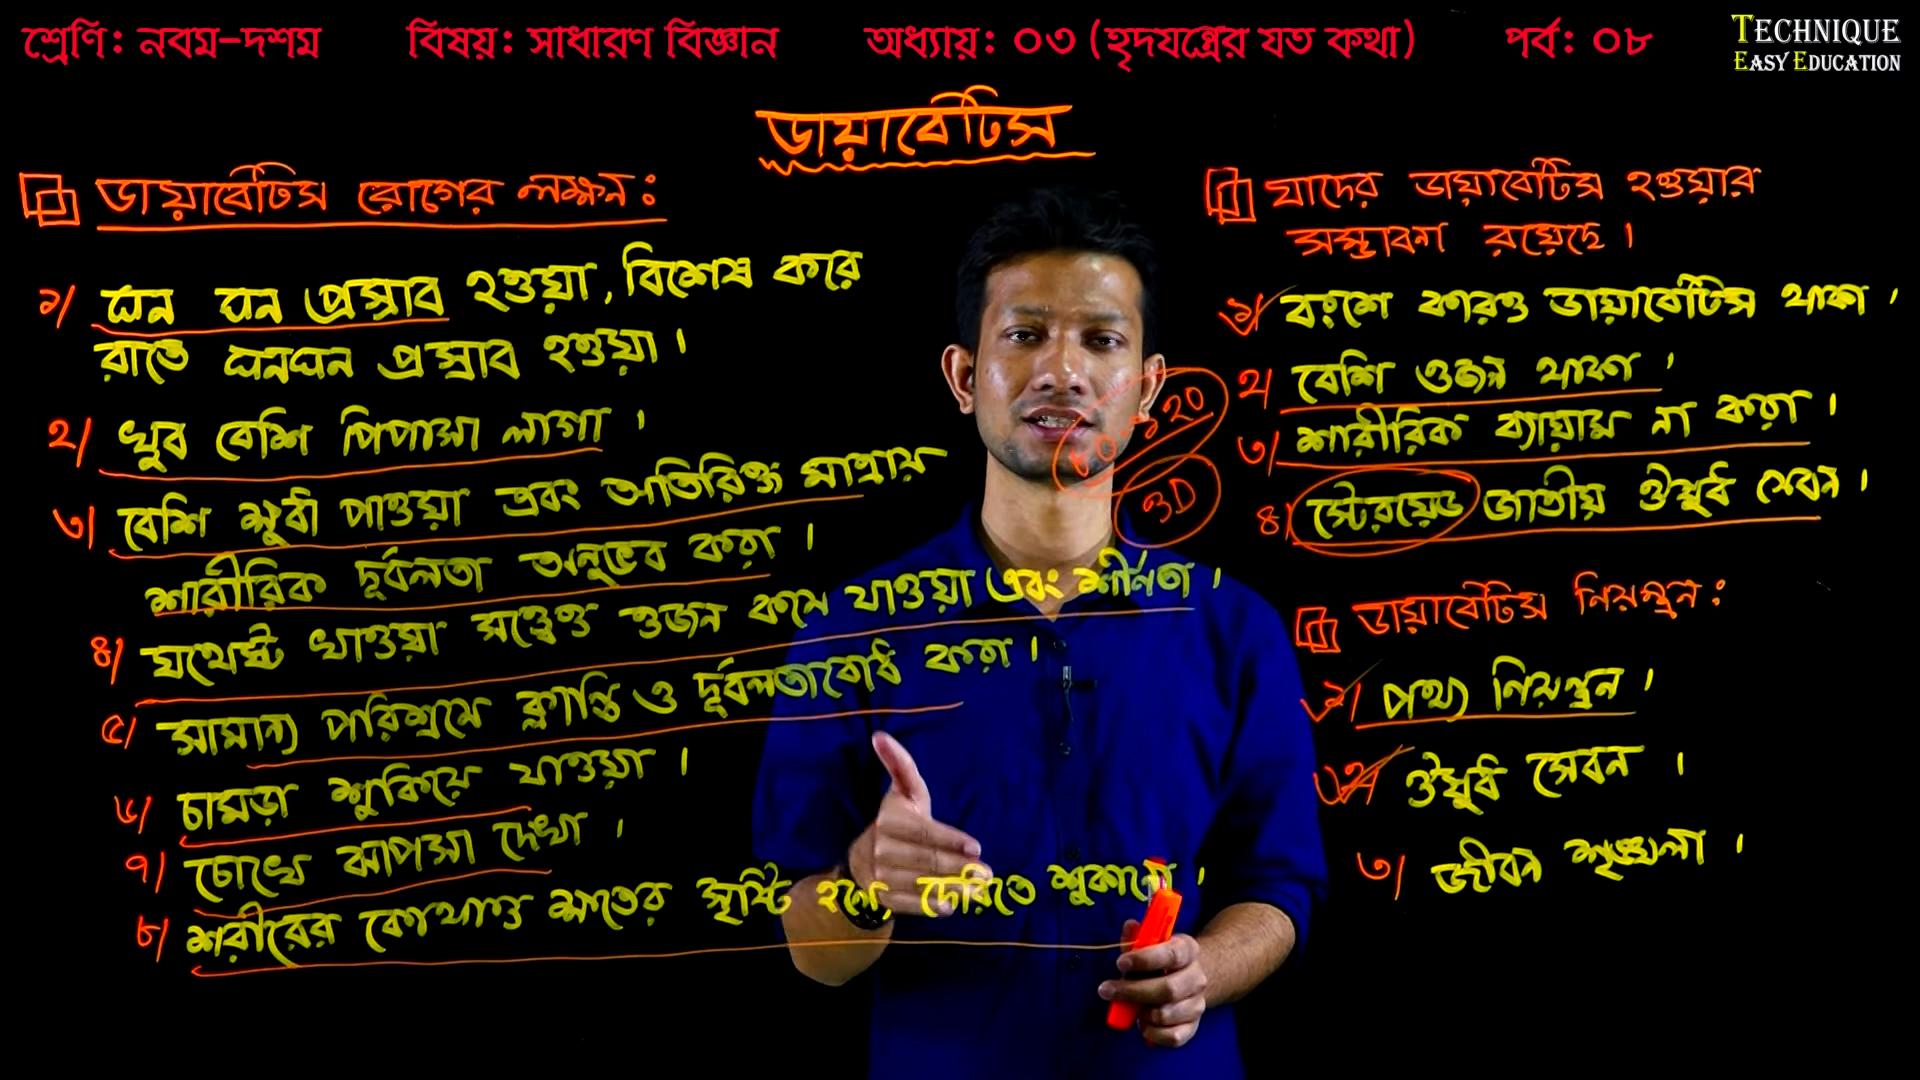 শ্রেণি: নবম-দশম	বিষয়: সাধারণ বিজ্ঞান	অধ্যায়: ০৩ (হৃদযন্ত্রের যত কথা)	পর্ব: ০৮
TECHNIQUE
EASY EDUCATION
ডায়াবেটিস
ডায়াবেটিস রোগের লক্ষন:
১/ ঘন ঘন প্রস্রাব হওয়া, বিশেষ করে
রাতে ঘনঘন প্রস্রাব হওয়া।
২/ খুব বেশি পিপাসা লাগা।
৩/ বেশি ক্ষুধা পাওয়া এবং অতিরিক্ত মাত্রায়
শারীরিক দূর্বলতা অনুভব করা।
৪/ যথেষ্ট খাওয়া সত্ত্বেও ওজন কমে যাওয়া এবং শীর্ণতা।
৫/ সামান্য পরিশ্রমে ক্লান্তি ও দূর্বলতাবোধ করা।
৬/ চামড়া শুকিয়ে যাওয়া।
৭/ চোখে ঝাপসা দেখা।
৮/ শরীরের কোথাও ক্ষতের সৃষ্টি হলে, দেরিতে শুকানো।
যাদের ডায়াবেটিস হওয়ার
সম্ভাবনা রয়েছে।
১/ বংশে কারও ডায়াবেটিস থাকা।
২/ বেশি ওজন থাকা।
৩/ শারীরিক ব্যায়াম না করা।
৪/ স্টেরয়েড জাতীয় ঔষুধ সেবন।
ডায়াবেটিস নিয়ন্ত্রন:
১/ পথ্য নিয়ন্ত্রন।
২/ ঔষুধ সেবন।
৩/ জীবন শৃঙ্খলা।
3D